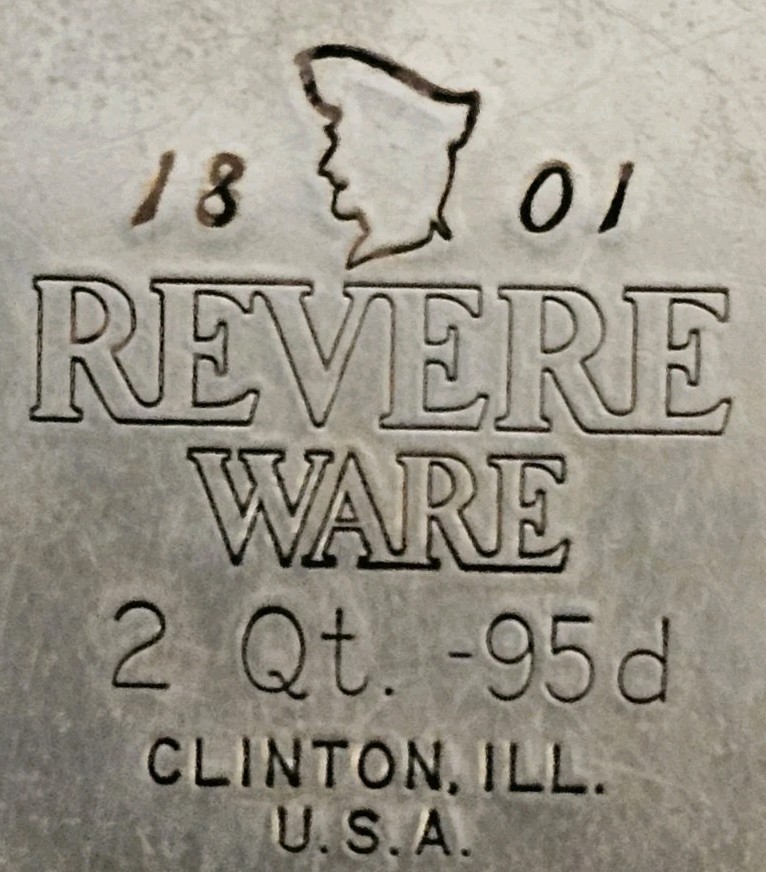 18 01
REVERE
WARE
2 Qt. -95d
CLINTON, ILL.
U.S.A.